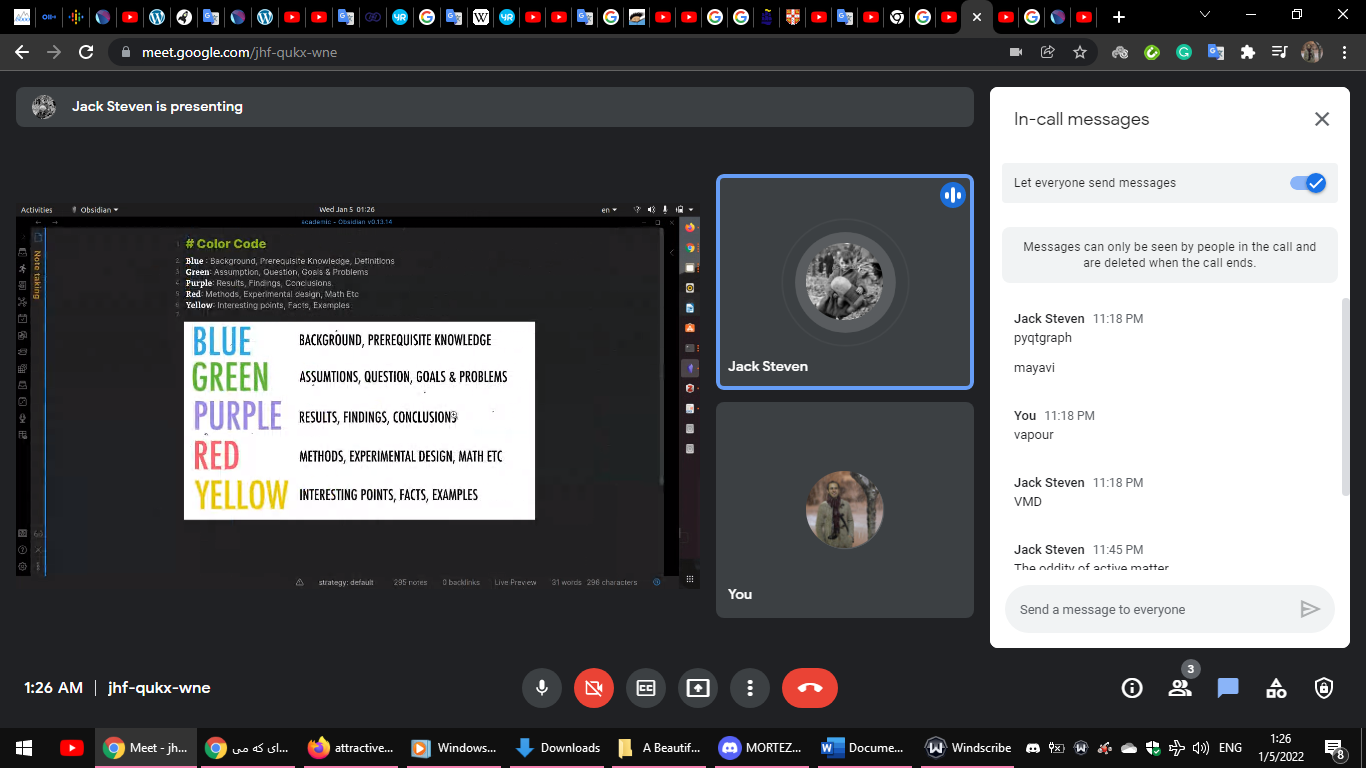 meet.google.com/jhf-qukx-wne
Jack Steven is presenting
Activities
Obsidian
Wed Jan 5 01:26
en
academic - Obsidian v0.13.14
Note taking
# Color Code
Blue : Background, Prerequisite Knowledge, Definitions
Green: Assumption, Question, Goals & Problems
Purple: Results, Findings, Conclusions
Red: Methods, Experimental design, Math Etc
Yellow: Interesting points, Facts, Examples
BLUE BACKGROUND, PREREQUISITE KNOWLEDGE
GREEN ASSUMTIONS, QUESTION, GOALS & PROBLEMS
PURPLE RESULTS, FINDINGS, CONCLUSIONS
RED METHODS, EXPERIMENTAL DESIGN, MATH ETC
YELLOW INTERESTING POINTS, FACTS, EXAMPLES
strategy: default 295 notes 0 backlinks Live Preview 31 words 296 characters
Jack Steven
You
In-call messages
Let everyone send messages
Messages can only be seen by people in the call and
are deleted when the call ends.
Jack Steven 11:18 PM
pyqtgraph
mayavi
You 11:18 PM
vapour
Jack Steven 11:18 PM
VMD
Jack Steven 11:45 PM
The oddity of active matter
Send a message to everyone
1:26 AM | jhf-qukx-wne
3
Meet - jh...
ای که می...
attractive...
Windows...
Downloads
A Beautif...
MORTEZ...
Docume...
Windscribe
ENG
1:26
1/5/2022
8